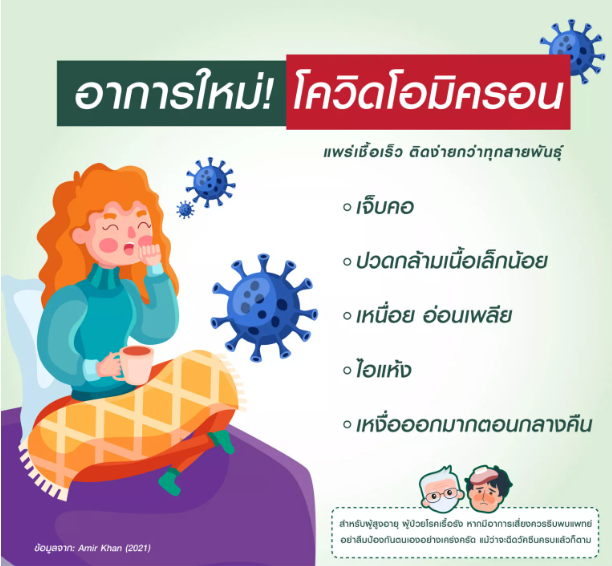 อาการใหม่! โควิดโอมิครอน
แพร่เชื้อเร็ว ติดง่ายกว่าทุกสายพันธุ์
◦ เจ็บคอ
◦ ปวดกล้ามเนื้อเล็กน้อย
◦ เหนื่อย อ่อนเพลีย
◦ ไอแห้ง
◦ เหงื่อออกมากตอนกลางคืน
สำหรับผู้สูงอายุ ผู้ป่วยโรคเรื้อรัง หากมีอาการเสี่ยงควรรีบพบแพทย์
อย่าลืมป้องกันตนเองอย่างเคร่งครัด แม้ว่าจะฉีดวัคซีนครบแล้วก็ตาม
ข้อมูลจาก: Amir Khan (2021)